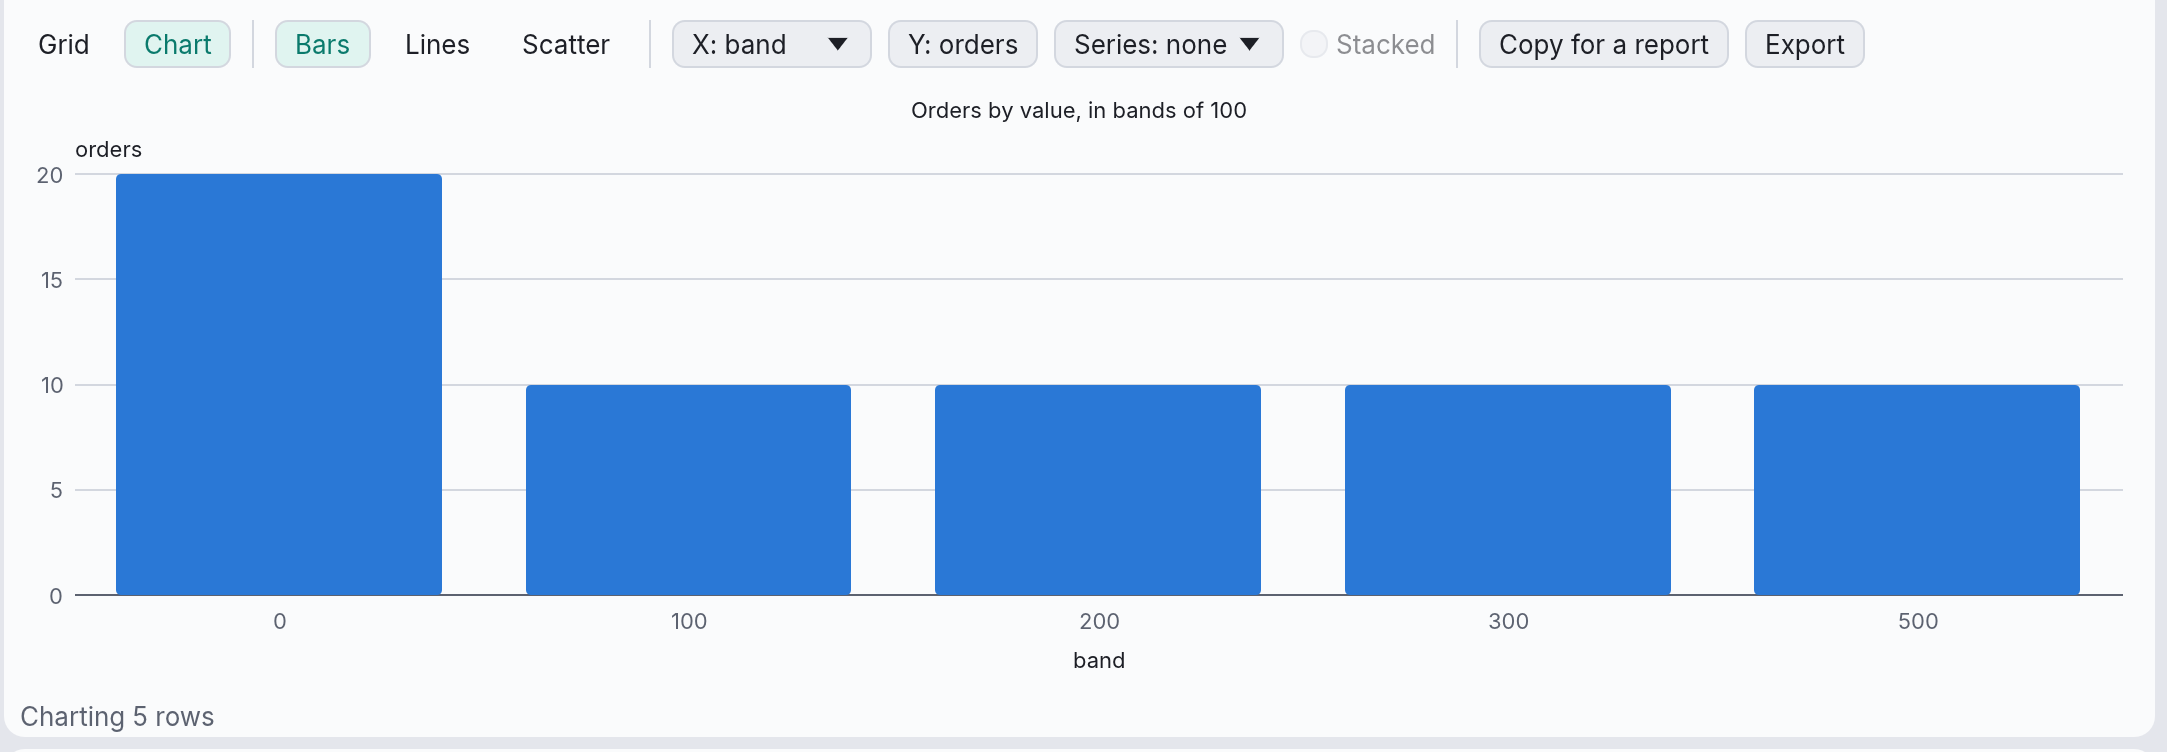 Grid Chart Bars Lines Scatter X: band Y: orders Series: none Stacked Copy for a report Export
Orders by value, in bands of 100
orders
20
15
10
5
0
0 100 200 300 500
band
Charting 5 rows